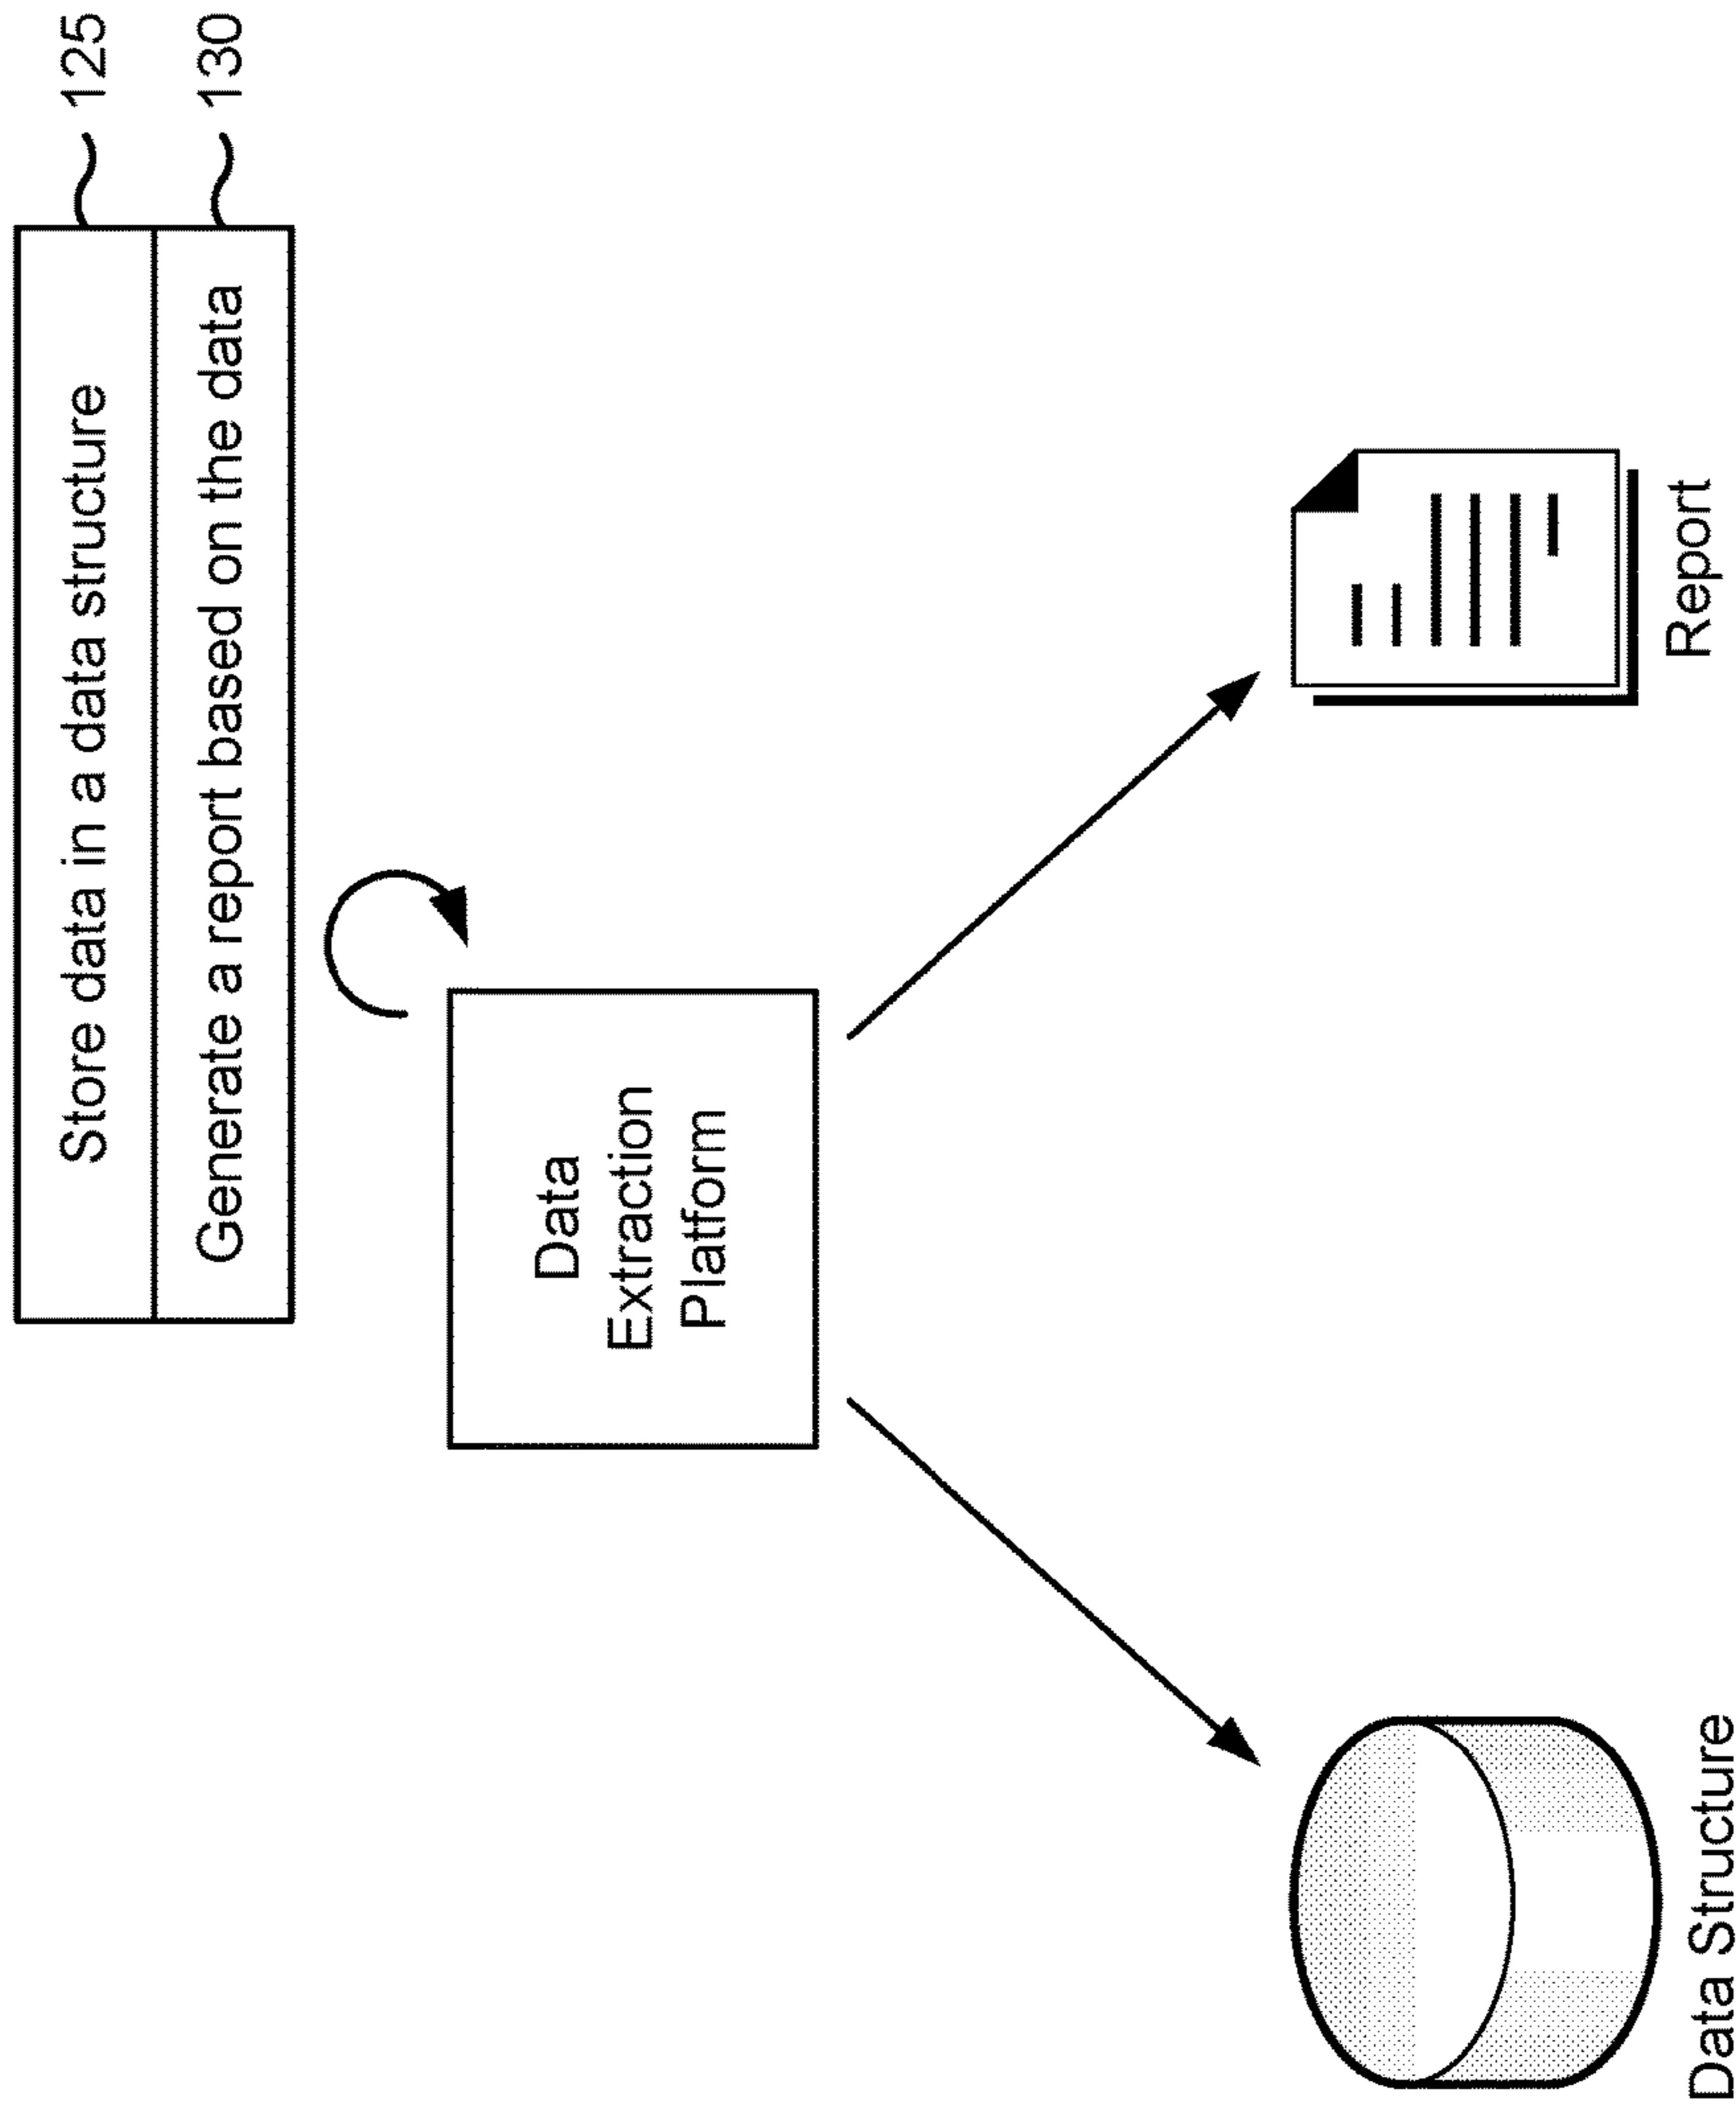 Store data in a data structure
125
Generate a report based on the data
130
Data
Extraction
Platform
Data Structure
Report